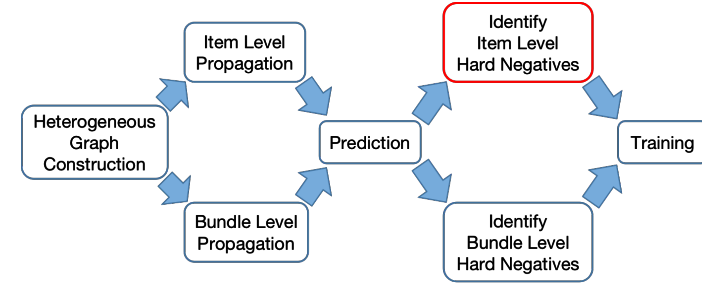 Heterogeneous
Graph
Construction
Item Level
Propagation
Bundle Level
Propagation
Prediction
Identify
Item Level
Hard Negatives
Identify
Bundle Level
Hard Negatives
Training